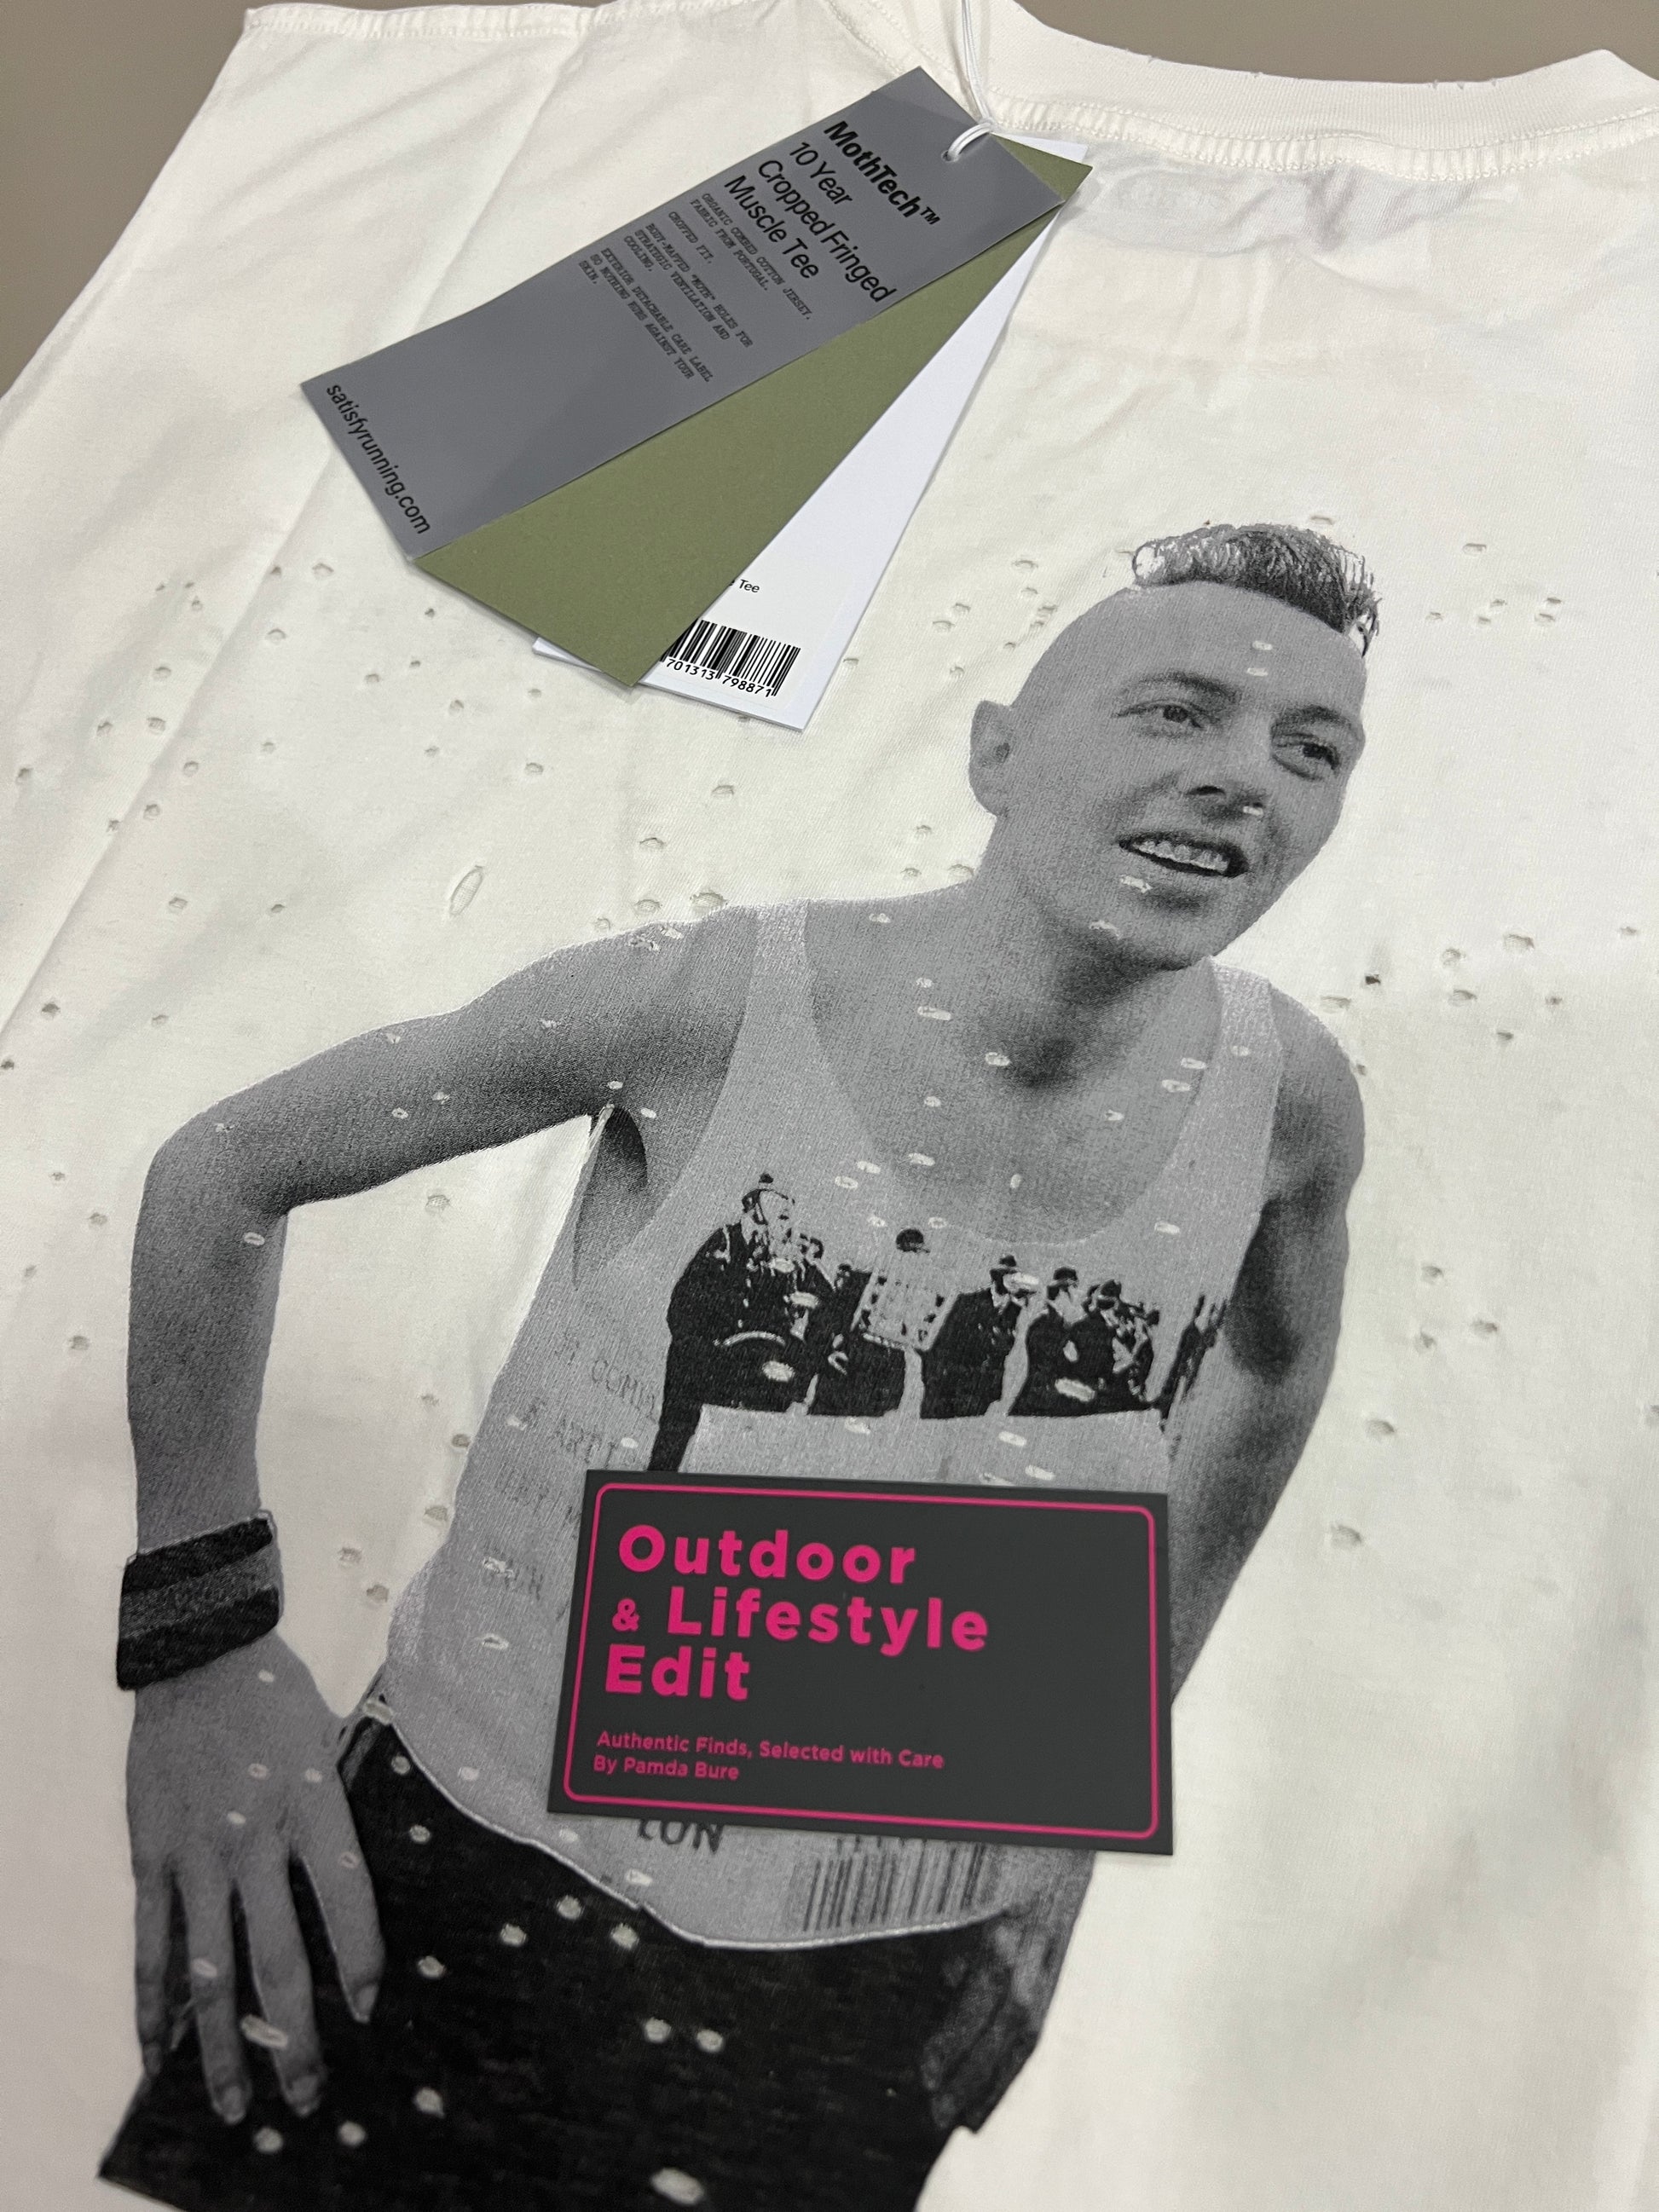 MothTech™
10 Year
Cropped Fringed
Muscle Tee
ORGANIC COMBED COTTON JERSEY.
FABRIC FROM PORTUGAL.
CROPPED FIT.
BODY-MAPPED "MOTH" HOLES FOR
STRATEGIC VENTILATION AND
COOLING.
EXTERIOR DETACHABLE CARE LABEL
SO NOTHING RUBS AGAINST YOUR
SKIN.
satisfyrunning.com
Tee
701313 798871
Outdoor
& Lifestyle
Edit
Authentic Finds, Selected with Care
By Pamda Bure